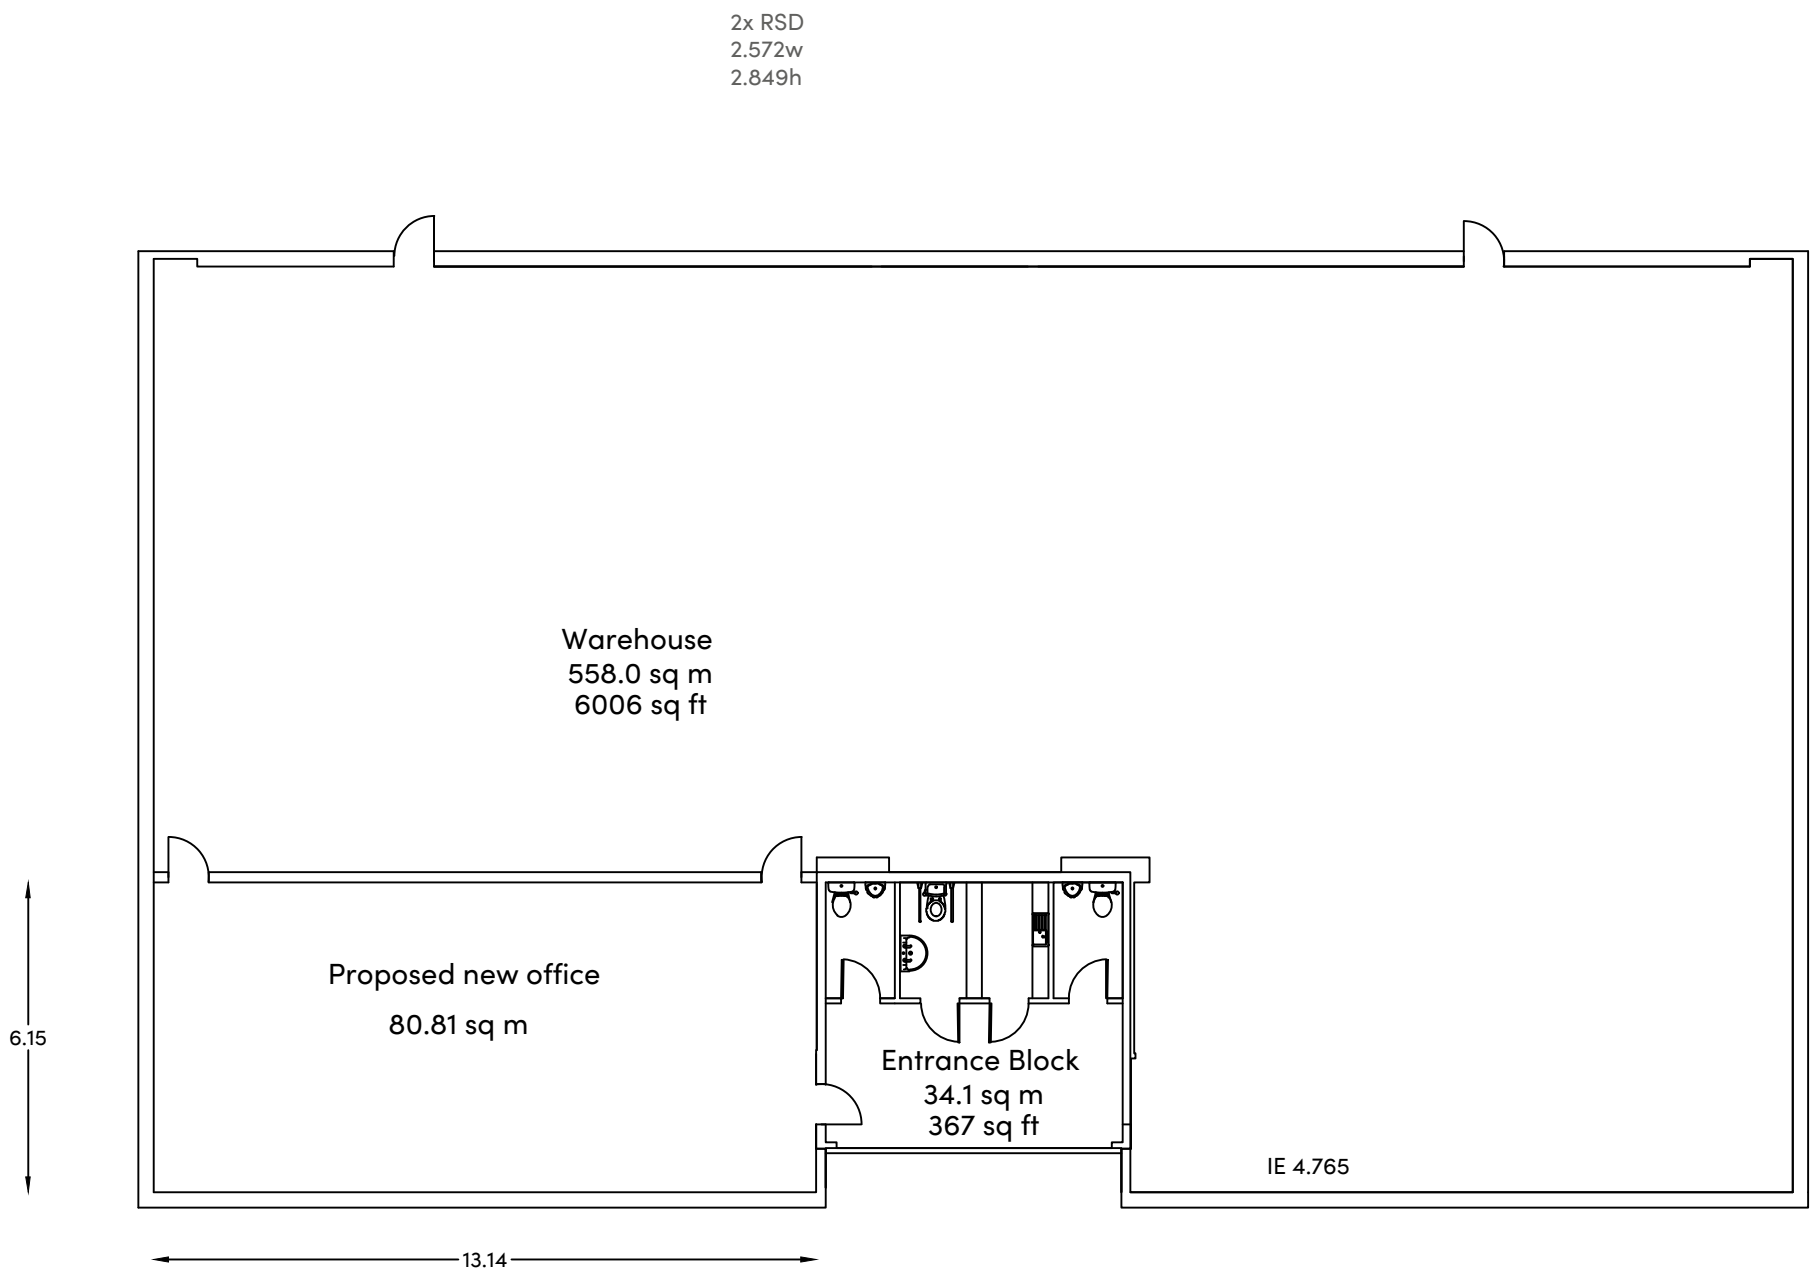 2x RSD
2.572w
2.849h
Warehouse
558.0 sq m
6006 sq ft
Proposed new office
80.81 sq m
6.15
Entrance Block
34.1 sq m
367 sq ft
IE 4.765
13.14